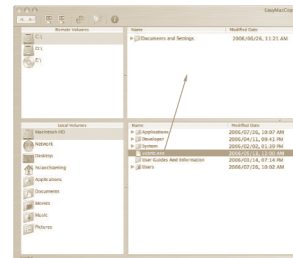 EasyMacCop
Remote Volumes
Name
Modified Date
C:\
D:\
E:\
Documents and Settings
2006/06/26, 11:21 AM
Local Volumes
Name
Modified Date
Macintosh HD
Network
Desktop
Applications
Documents
Movies
Music
Pictures
Applications
2006/07/26, 10:07 AM
Developer
2006/04/11, 09:41 PM
System
2006/02/02, 01:39 PM
User Guides And Information
2006/03/14, 07:14 PM
Users
2006/07/26, 10:02 AM